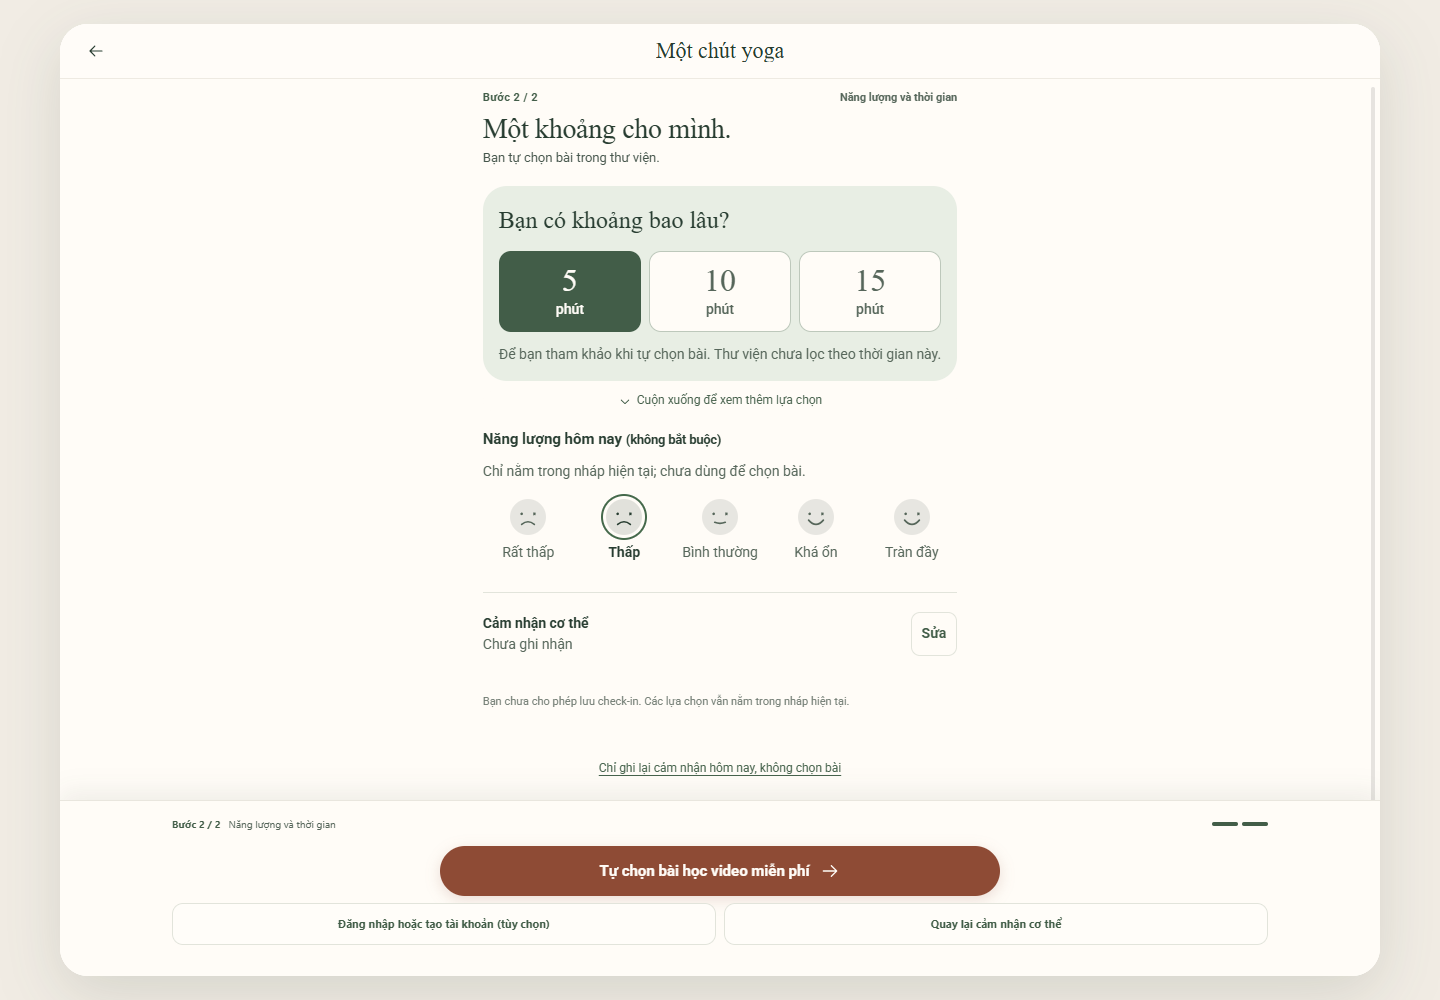 Một chút yoga
Bước 2 / 2
Năng lượng và thời gian
Một khoảng cho mình.
Bạn tự chọn bài trong thư viện.
Bạn có khoảng bao lâu?
5
phút
10
phút
15
phút
Để bạn tham khảo khi tự chọn bài. Thư viện chưa lọc theo thời gian này.
Cuộn xuống để xem thêm lựa chọn
Năng lượng hôm nay (không bắt buộc)
Chỉ nằm trong nháp hiện tại; chưa dùng để chọn bài.
Rất thấp
Thấp
Bình thường
Khá ổn
Tràn đầy
Cảm nhận cơ thể
Chưa ghi nhận
Sửa
Bạn chưa cho phép lưu check-in. Các lựa chọn vẫn nằm trong nháp hiện tại.
Chỉ ghi lại cảm nhận hôm nay, không chọn bài
Bước 2 / 2 Năng lượng và thời gian
Tự chọn bài học video miễn phí
Đăng nhập hoặc tạo tài khoản (tùy chọn)
Quay lại cảm nhận cơ thể